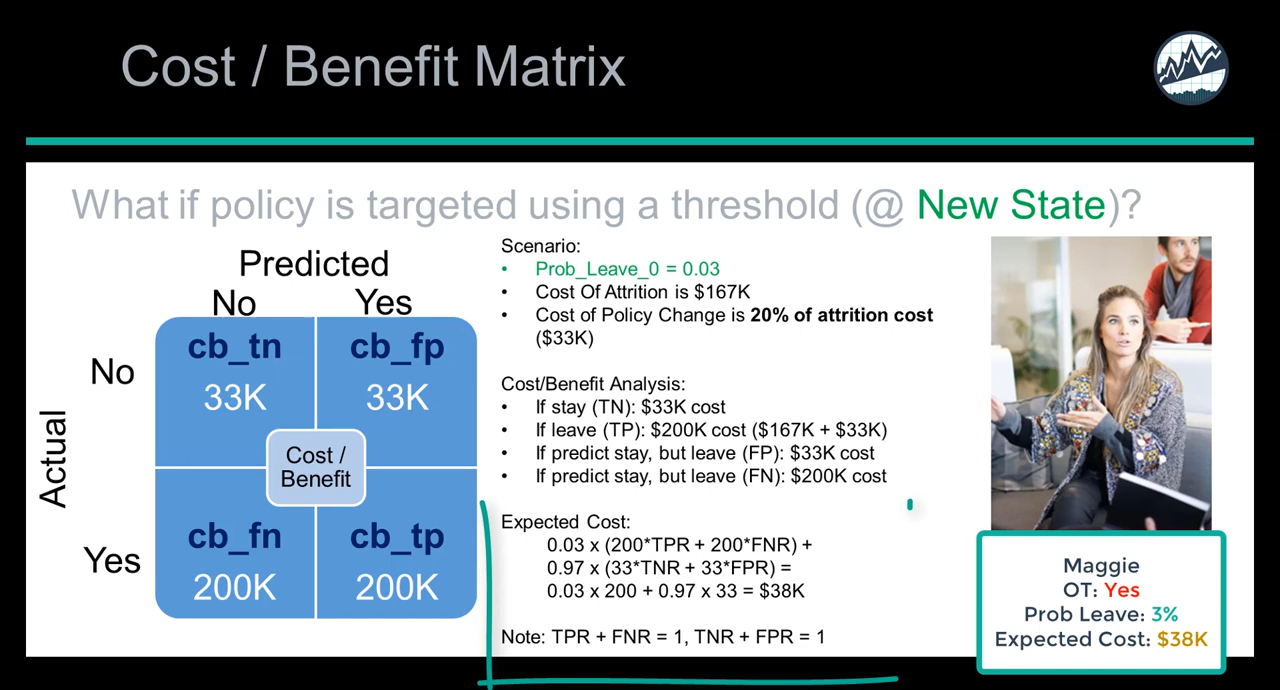 Cost / Benefit Matrix
What if policy is targeted using a threshold (@ New State)?
Predicted
No Yes
Actual
No
Yes
cb_tn
33K
cb_fp
33K
Cost /
Benefit
cb_fn
200K
cb_tp
200K
Scenario:
• Prob_Leave_0 = 0.03
• Cost Of Attrition is $167K
• Cost of Policy Change is 20% of attrition cost
($33K)
Cost/Benefit Analysis:
• If stay (TN): $33K cost
• If leave (TP): $200K cost ($167K + $33K)
• If predict stay, but leave (FP): $33K cost
• If predict stay, but leave (FN): $200K cost
Expected Cost:
0.03 x (200*TPR + 200*FNR) +
0.97 x (33*TNR + 33*FPR) =
0.03 x 200 + 0.97 x 33 = $38K
Note: TPR + FNR = 1, TNR + FPR = 1
Maggie
OT: Yes
Prob Leave: 3%
Expected Cost: $38K